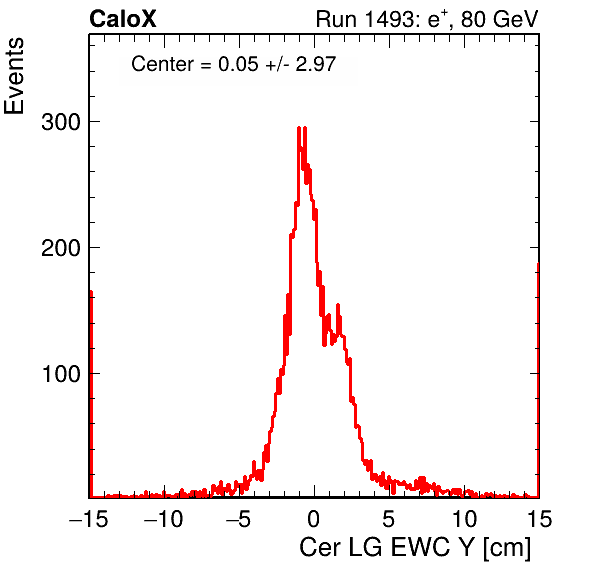 CaloX Run 1493: e⁺, 80 GeV
Events
Center = 0.05 +/- 2.97
300
200
100
−15 −10 −5 0 5 10 15
Cer LG EWC Y [cm]